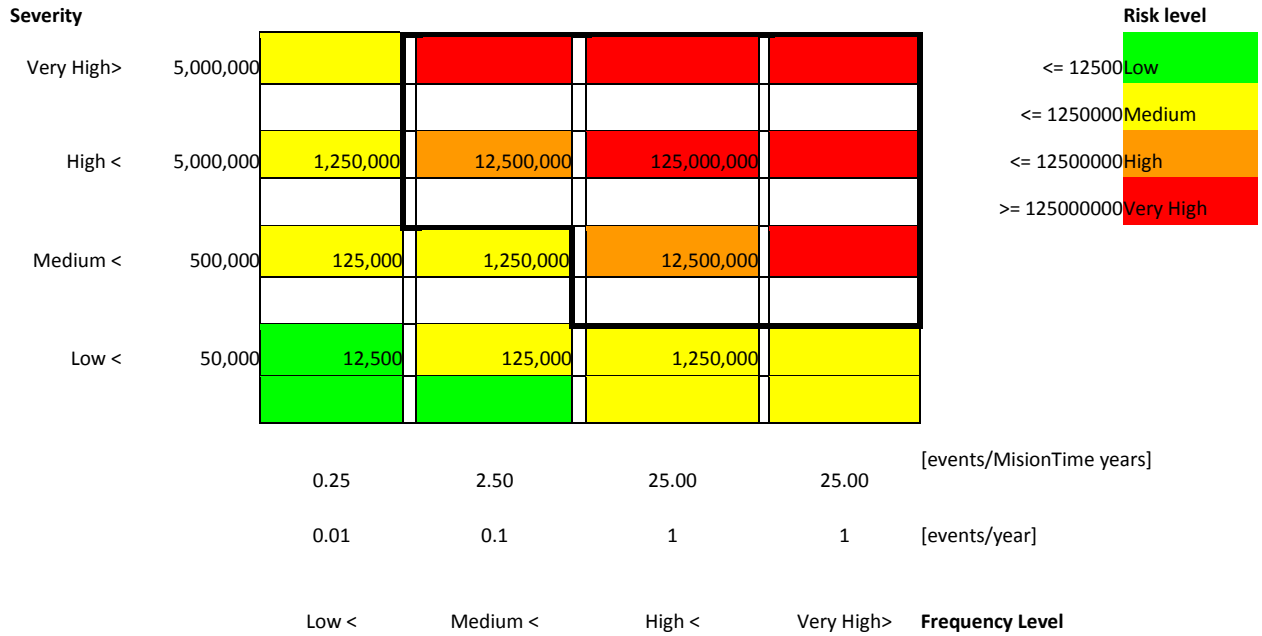 Severity Risk level
Very High> 5,000,000 <= 12500 Low
<= 1250000 Medium
High < 5,000,000 1,250,000 12,500,000 125,000,000 <= 12500000 High
>= 125000000 Very High
Medium < 500,000 125,000 1,250,000 12,500,000
Low < 50,000 12,500 125,000 1,250,000
[events/MisionTime years]
0.25 2.50 25.00 25.00
0.01 0.1 1 1 [events/year]
Low < Medium < High < Very High> Frequency Level